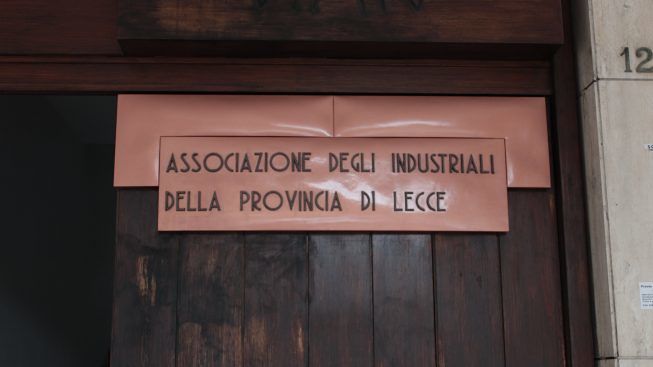 ASSOCIAZIONE DEGLI INDUSTRIALI
DELLA PROVINCIA DI LECCE
12